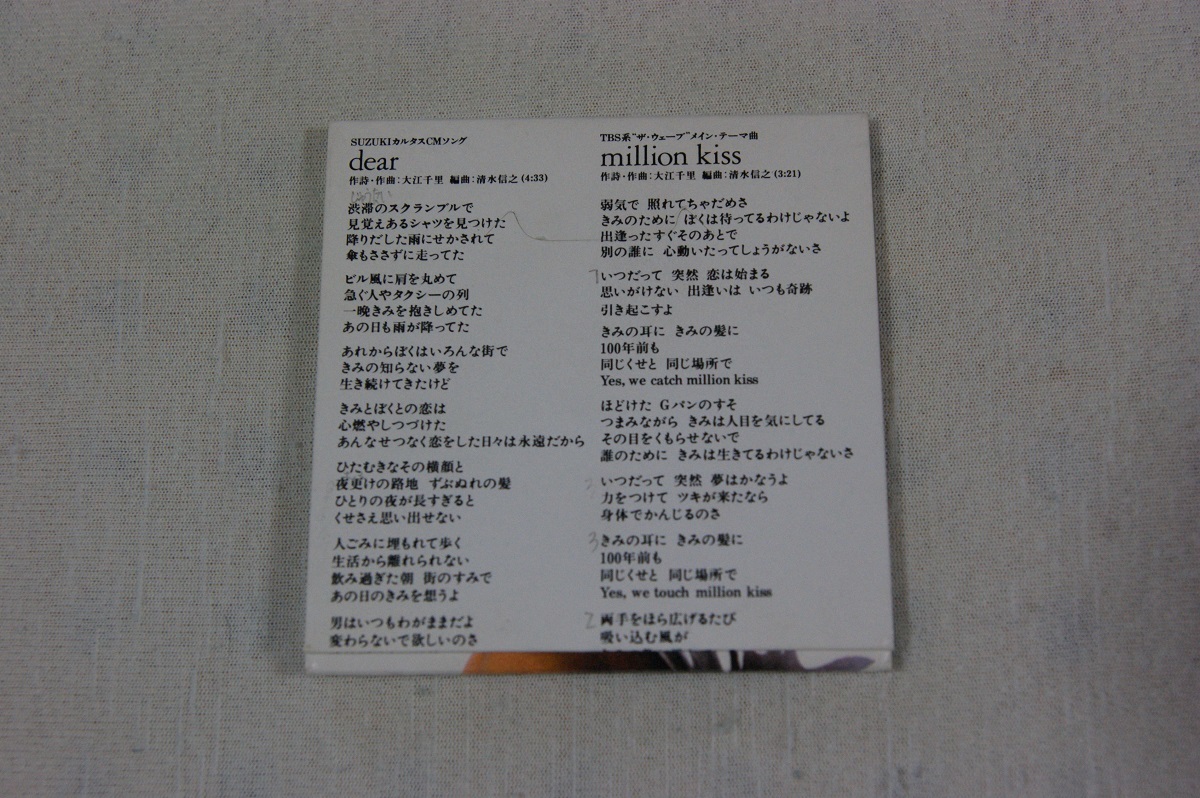 SUZUKIカルタスCMソング
dear
作詩・作曲:大江千里 編曲:清水信之(4:33)
じゅうたい
渋滞のスクランブルで
見覚えあるシャツを見つけた
降りだした雨にせかされて
傘もささずに走ってた
ビル風に肩を丸めて
急ぐ人やタクシーの列
一晩きみを抱きしめてた
あの日も雨が降ってた
あれからぼくはいろんな街で
きみの知らない夢を
生き続けてきたけど
きみとぼくとの恋は
心燃やしつづけた
あんなせつなく恋をした日々は永遠だから
ひたむきなその横顔と
夜更けの路地 ずぶぬれの髪
ひとりの夜が長すぎると
くせさえ思い出せない
人ごみに埋もれて歩く
生活から離れられない
飲み過ぎた朝 街のすみで
あの日のきみを想うよ
男はいつもわがままだよ
変わらないで欲しいのさ
TBS系"ザ・ウェーブ"メイン・テーマ曲
million kiss
作詩・作曲:大江千里 編曲:清水信之(3:21)
弱気で 照れてちゃだめさ
きみのために ぼくは待ってるわけじゃないよ
出逢ったすぐそのあとで
別の誰に 心動いたってしょうがないさ
1 いつだって 突然 恋は始まる
思いがけない 出逢いは いつも奇跡
引き起こすよ
きみの耳に きみの髪に
100年前も
同じくせと 同じ場所で
Yes, we catch million kiss
ほどけた Gパンのすそ
つまみながら きみは人目を気にしてる
その目をくもらせないで
誰のために きみは生きてるわけじゃないさ
2 いつだって 突然 夢はかなうよ
力をつけて ツキが来たなら
身体でかんじるのさ
3 きみの耳に きみの髪に
100年前も
同じくせと 同じ場所で
Yes, we touch million kiss
2 両手をほら広げるたび
吸い込む風が